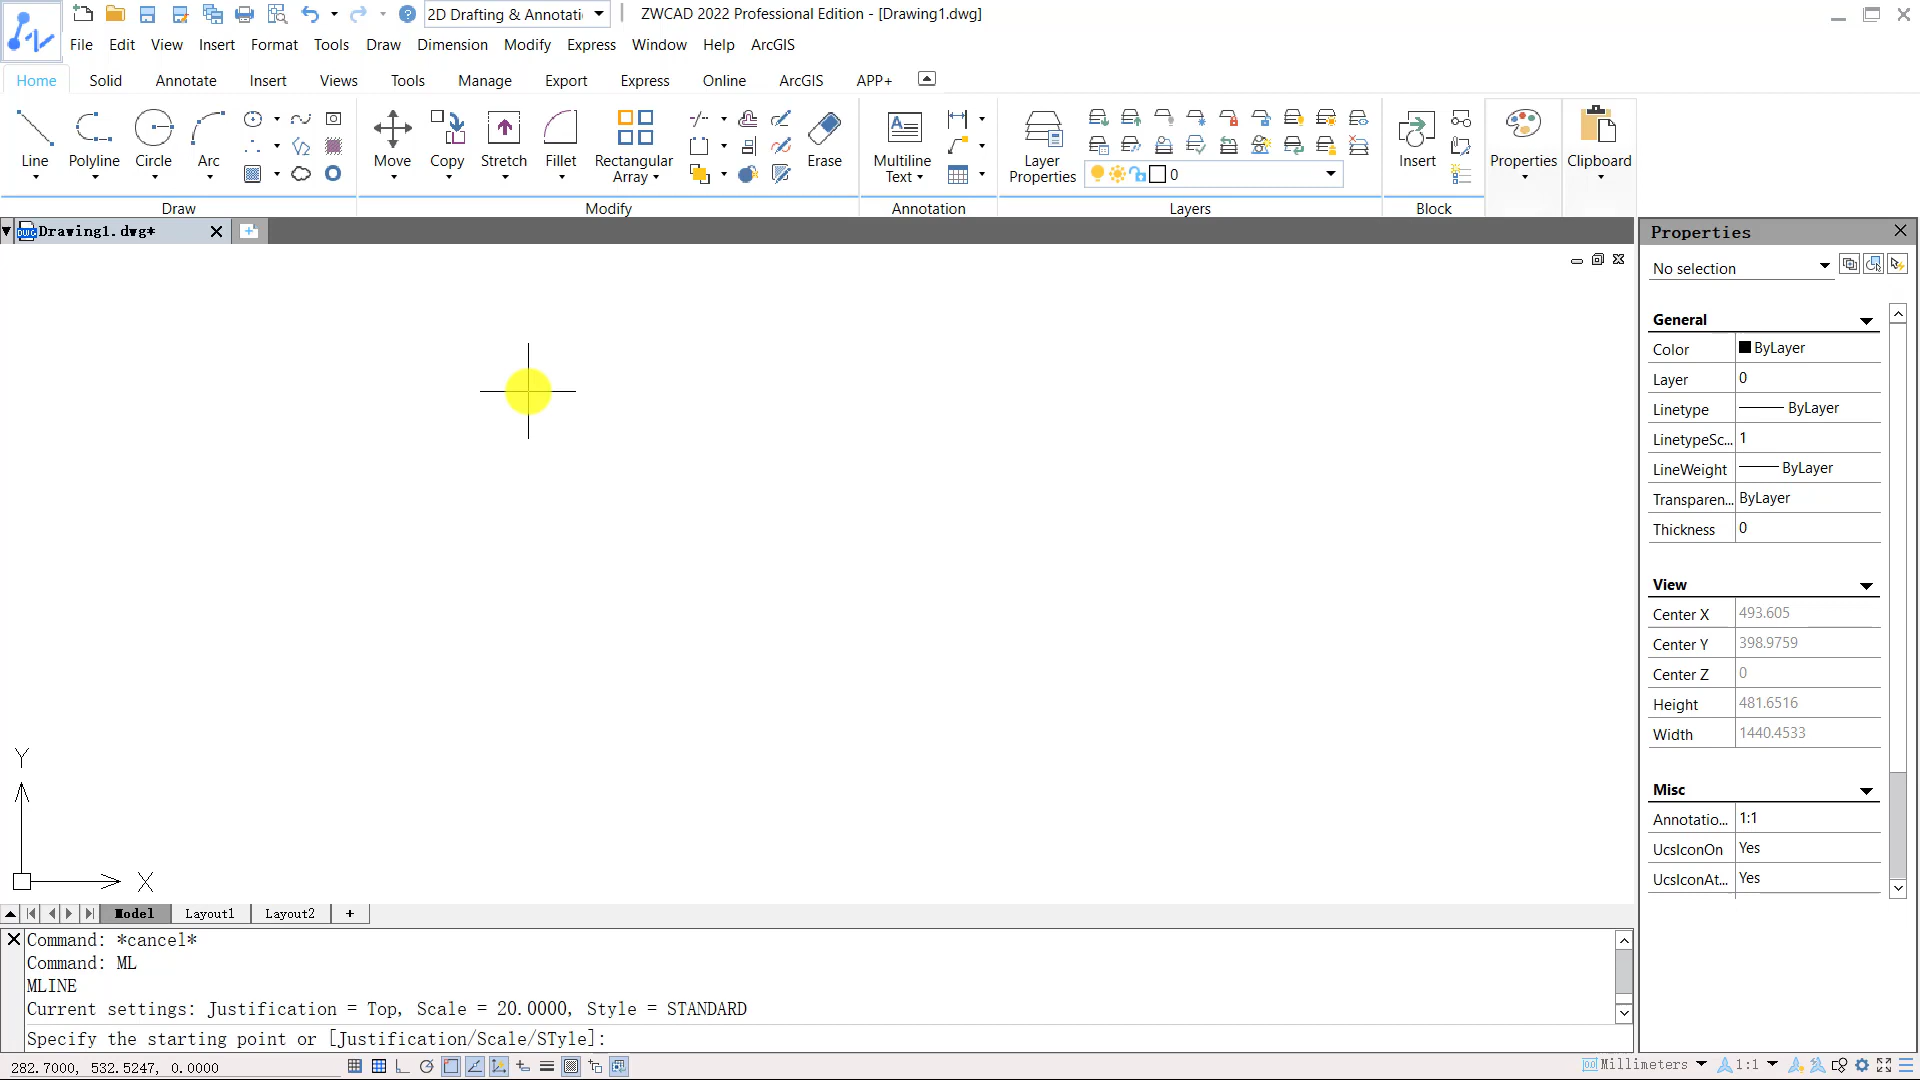 2D Drafting & Annotati
ZWCAD 2022 Professional Edition - [Drawing1.dwg]
File Edit View Insert Format Tools Draw Dimension Modify Express Window Help ArcGIS
Home Solid Annotate Insert Views Tools Manage Export Express Online ArcGIS APP+
Line Polyline Circle Arc Move Copy Stretch Fillet Rectangular Array Erase Multiline Text Layer Properties Insert Properties Clipboard
0
Draw Modify Annotation Layers Block
DWG Drawing1.dwg*
Properties
No selection
General
Color ByLayer
Layer 0
Linetype ByLayer
LinetypeSc... 1
LineWeight ByLayer
Transparen... ByLayer
Thickness 0
View
Center X 493.605
Center Y 398.9759
Center Z 0
Height 481.6516
Width 1440.4533
Misc
Annotatio... 1:1
UcsIconOn Yes
UcsIconAt... Yes
Y
X
Model Layout1 Layout2 +
Command: *cancel*
Command: ML
MLINE
Current settings: Justification = Top, Scale = 20.0000, Style = STANDARD
Specify the starting point or [Justification/Scale/STyle]:
282.7000, 532.5247, 0.0000
Millimeters 1:1